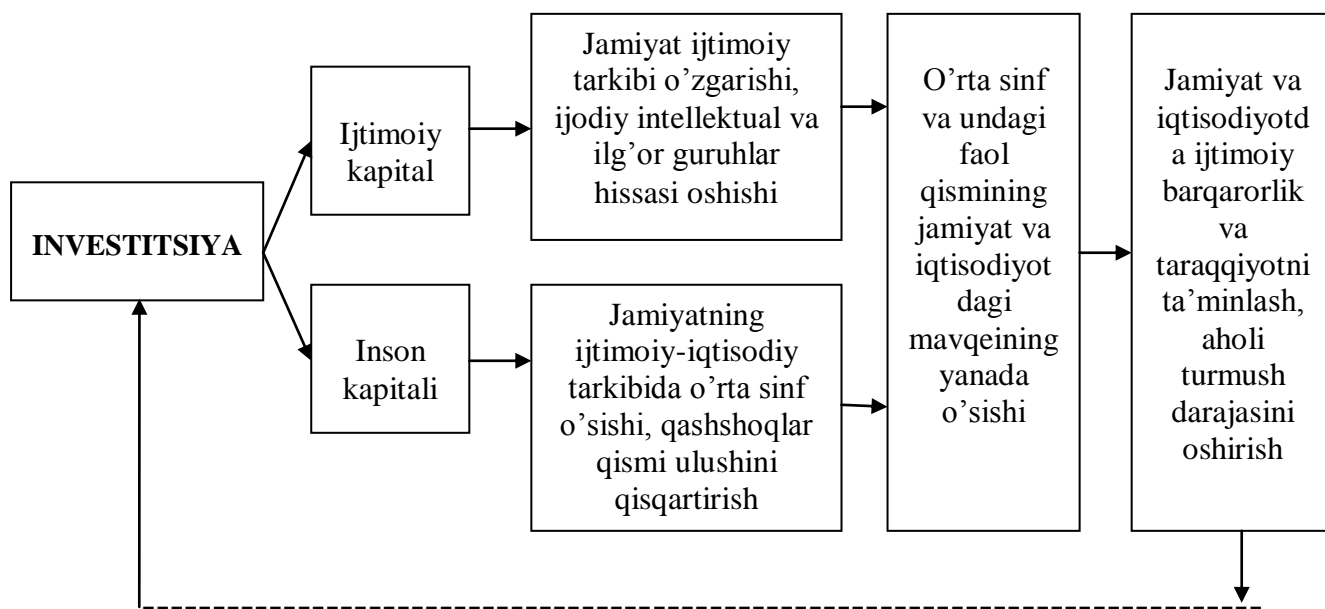 INVESTITSIYA
Ijtimoiy
kapital
Inson
kapitali
Jamiyat ijtimoiy
tarkibi o’zgarishi,
ijodiy intellektual va
ilg’or guruhlar
hissasi oshishi
Jamiyatning
ijtimoiy-iqtisodiy
tarkibida o’rta sinf
o’sishi, qashshoqlar
qismi ulushini
qisqartirish
O’rta sinf
va undagi
faol
qismining
jamiyat va
iqtisodiyot
dagi
mavqeining
yanada
o’sishi
Jamiyat va
iqtisodiyotd
a ijtimoiy
barqarorlik
va
taraqqiyotni
ta’minlash,
aholi
turmush
darajasini
oshirish